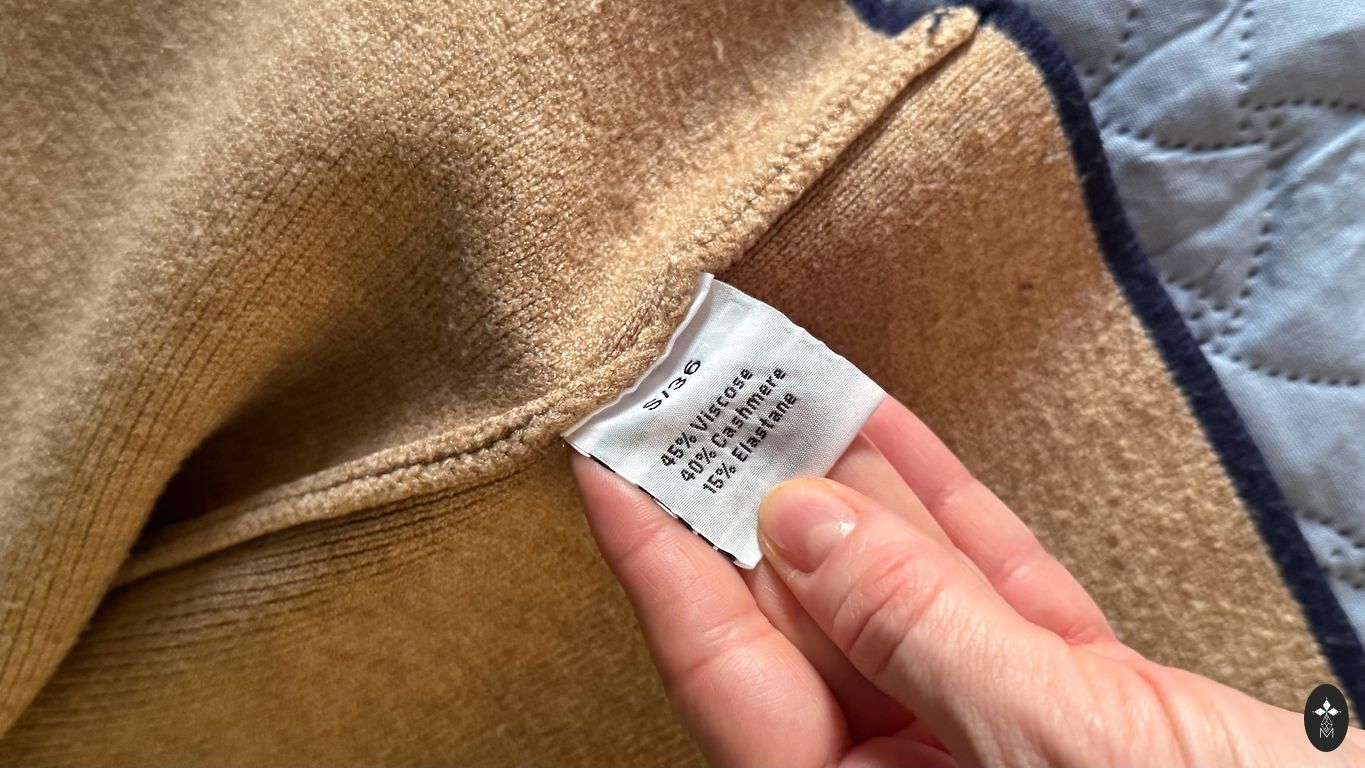 S/36
45% Viscose
40% Cashmere
15% Elastane
M